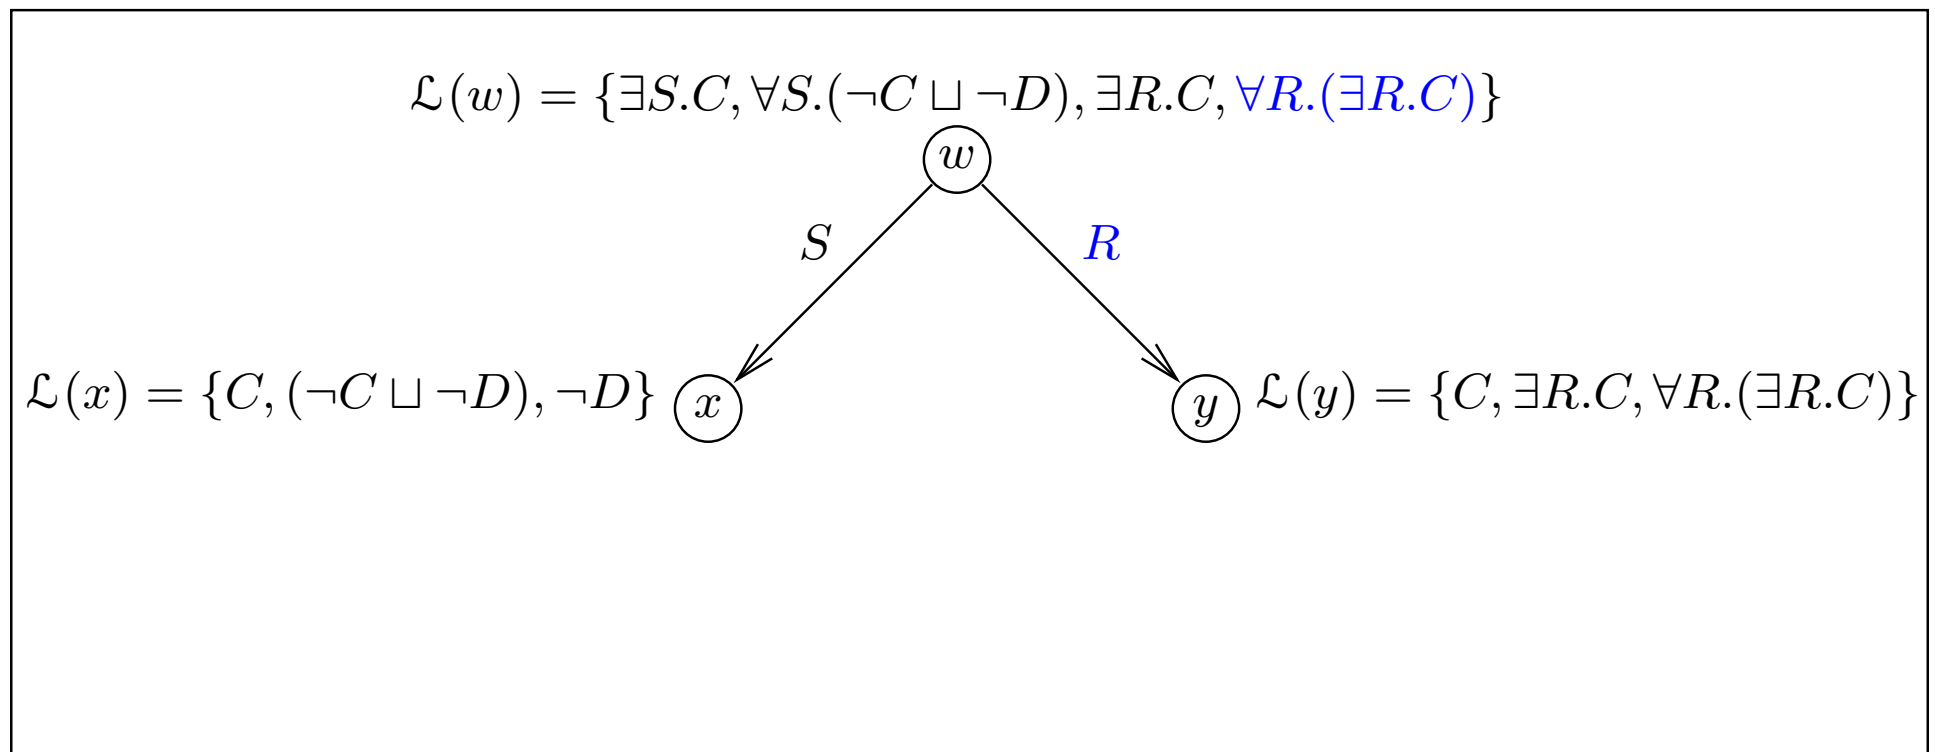 ℒ(w) = {∃S.C, ∀S.(¬C ⊔ ¬D), ∃R.C, ∀R.(∃R.C)}
w
S R
ℒ(x) = {C, (¬C ⊔ ¬D), ¬D} x y ℒ(y) = {C, ∃R.C, ∀R.(∃R.C)}